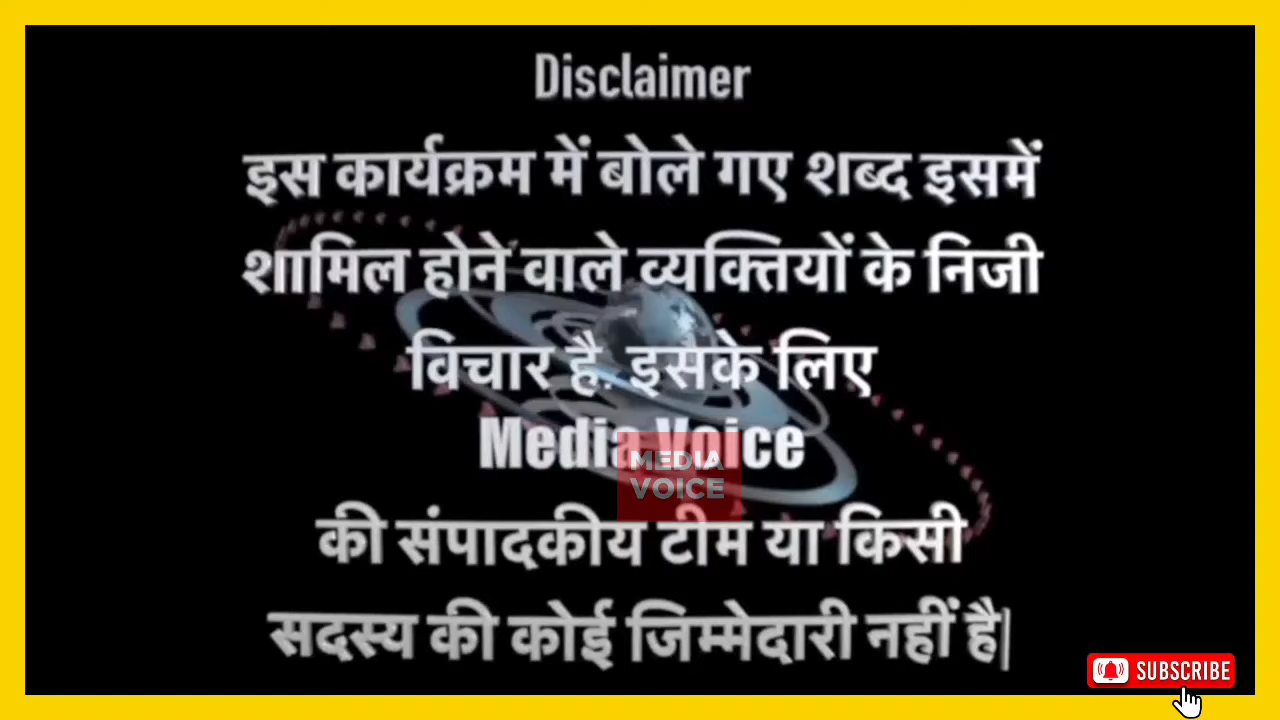 Disclaimer
इस कार्यक्रम में बोले गए शब्द इसमें
शामिल होने वाले व्यक्तियों के निजी
विचार है. इसके लिए
Media Voice
MEDIA
VOICE
की संपादकीय टीम या किसी
सदस्य की कोई जिम्मेदारी नहीं है|
SUBSCRIBE